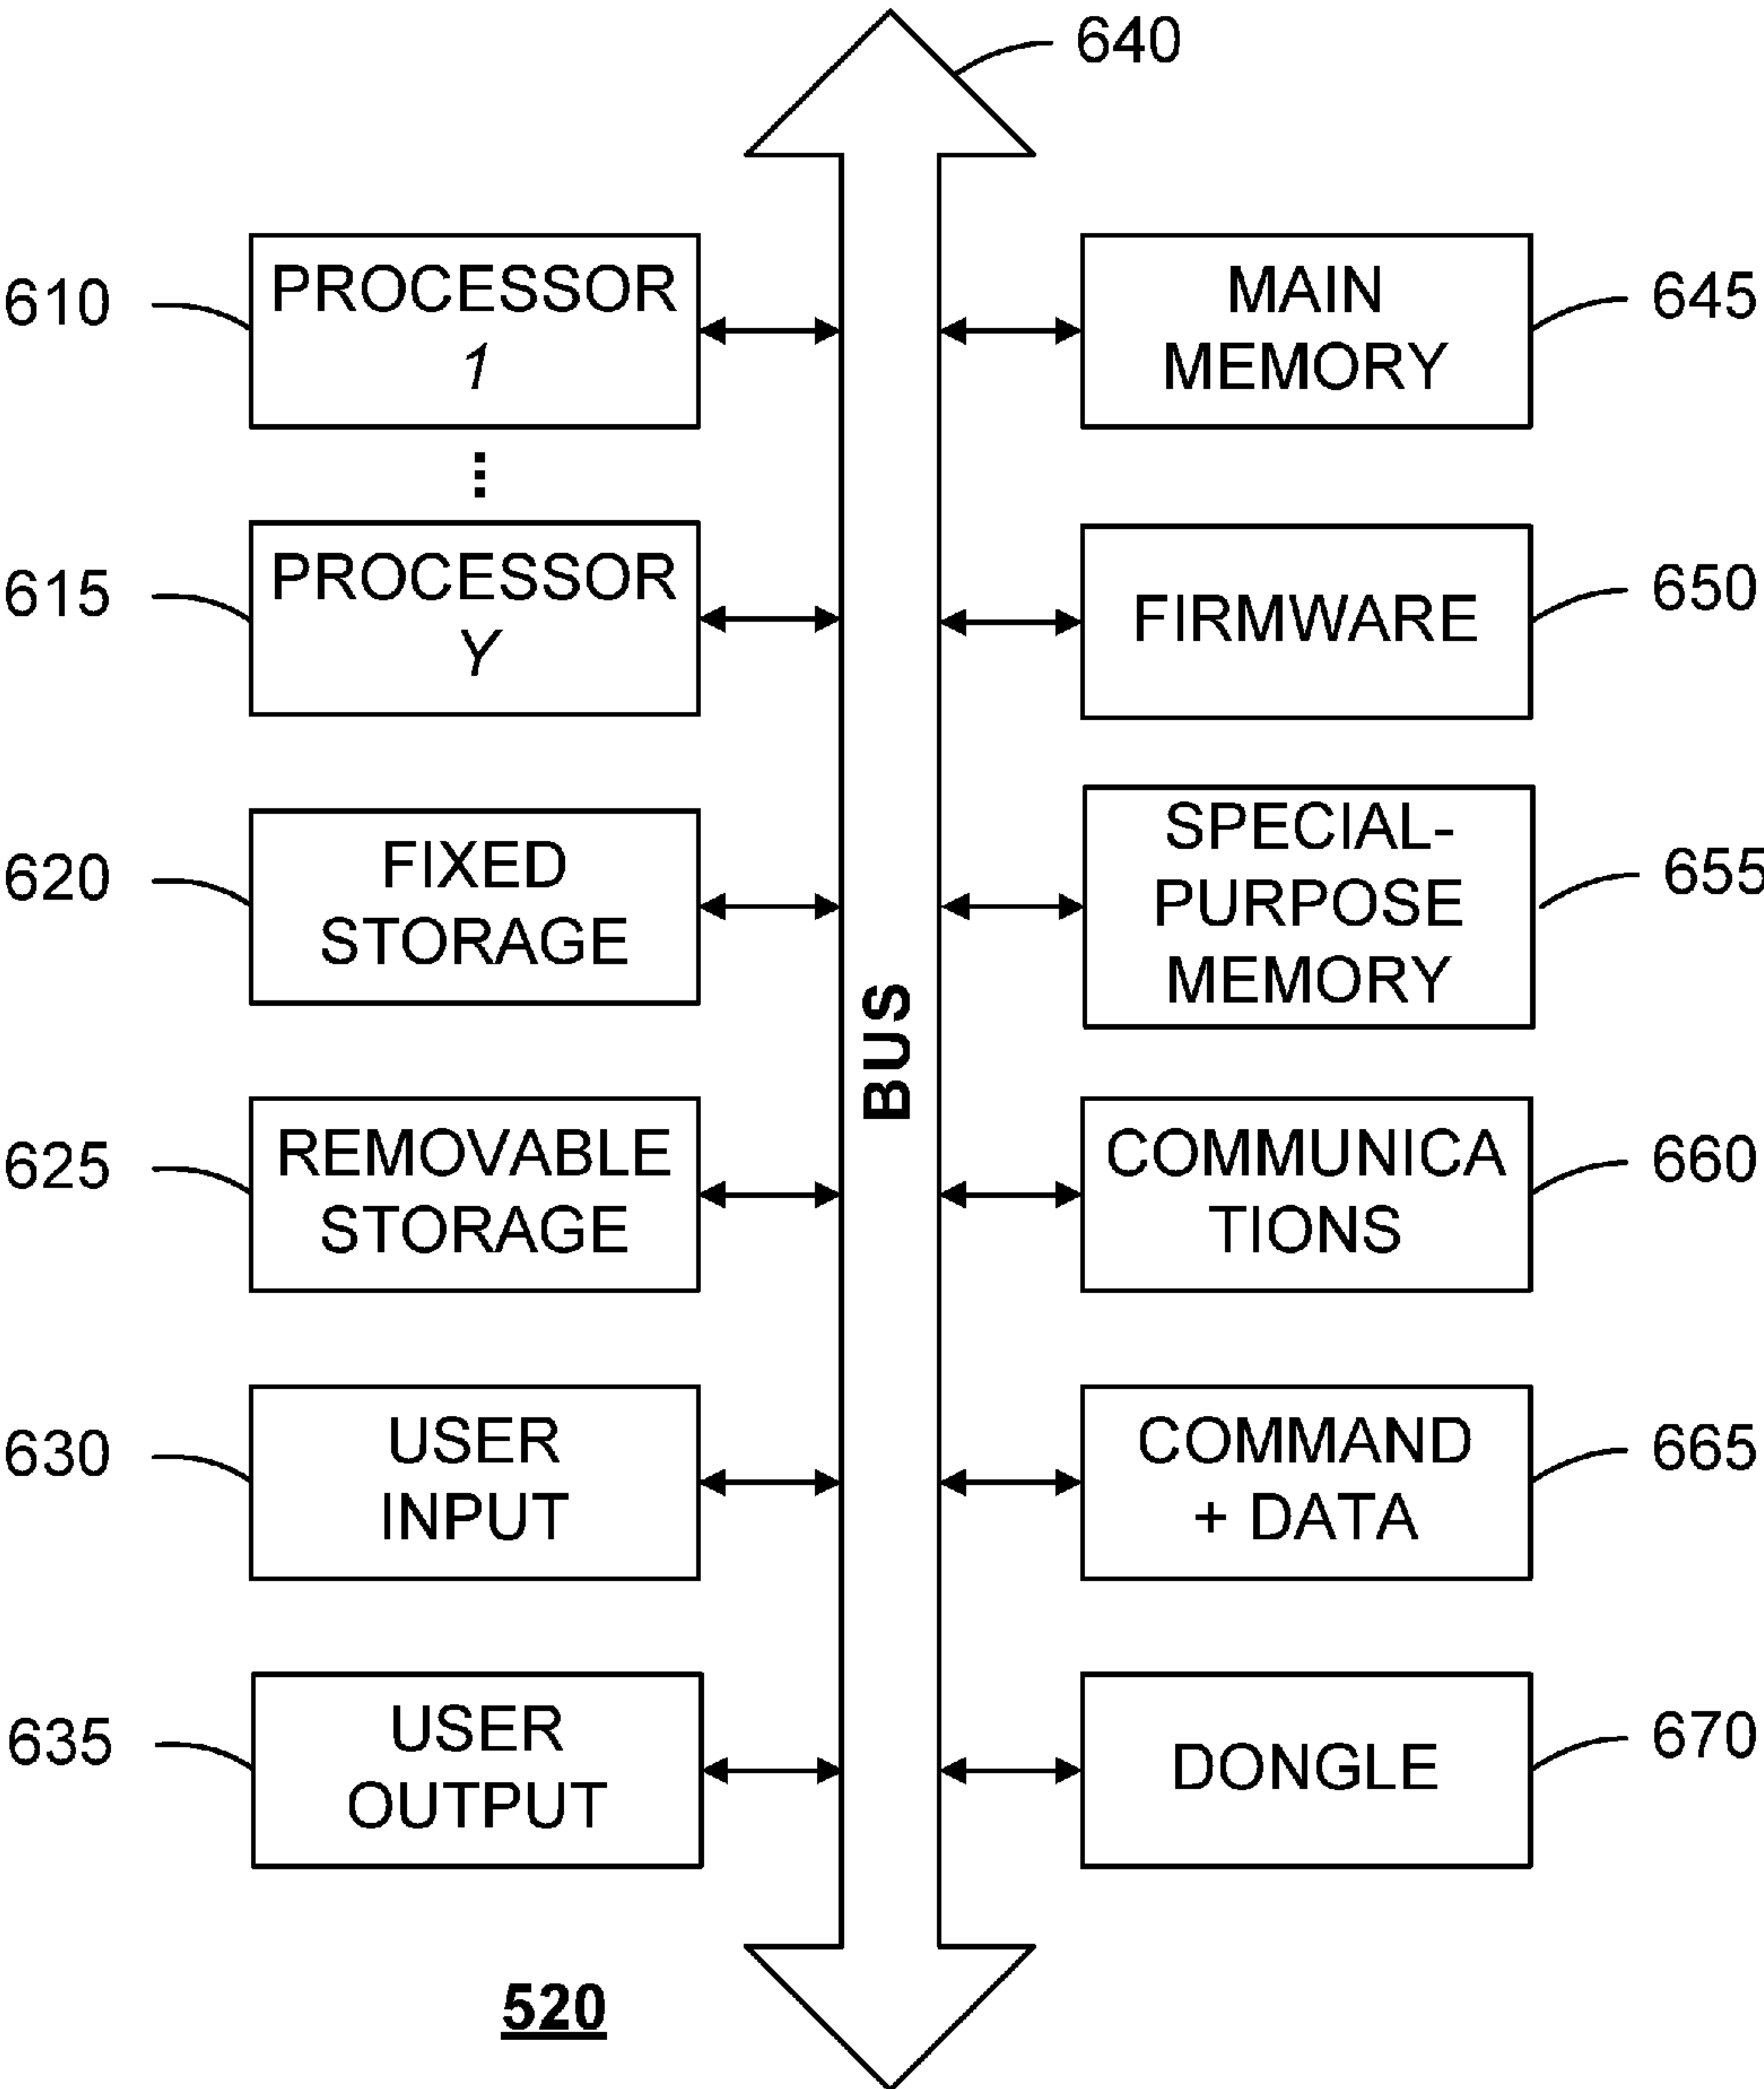 640
610
PROCESSOR
1
MAIN
MEMORY
645
615
PROCESSOR
Y
FIRMWARE
650
620
FIXED
STORAGE
SPECIAL-
PURPOSE
MEMORY
655
BUS
625
REMOVABLE
STORAGE
COMMUNICA
TIONS
660
630
USER
INPUT
COMMAND
+ DATA
665
635
USER
OUTPUT
DONGLE
670
520